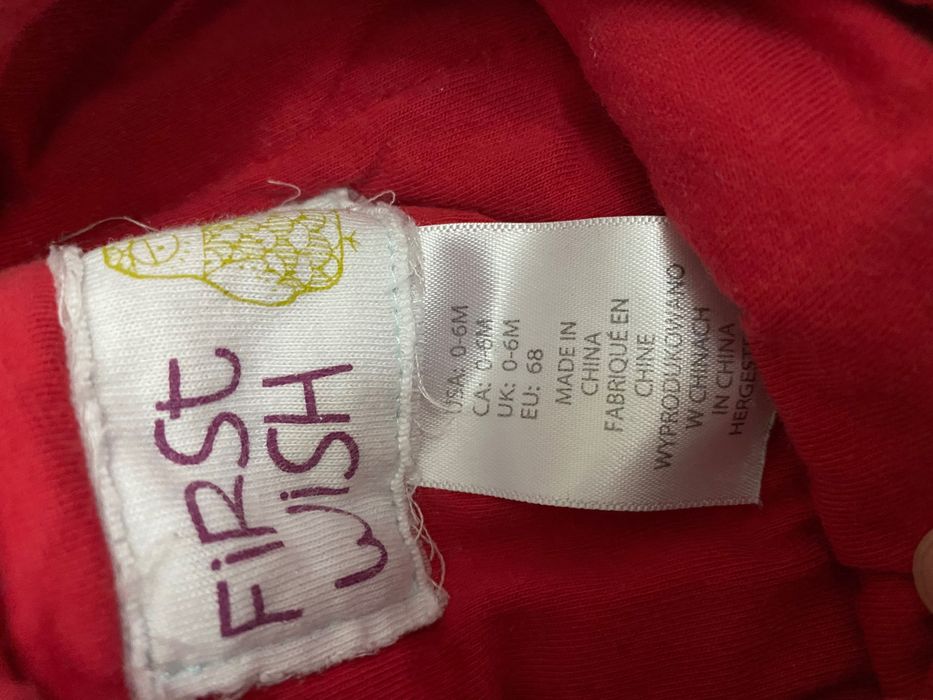 FiRSt
WiSH
USA: 0-6M
CA: 0-6M
UK: 0-6M
EU: 68
MADE IN
CHINA
FABRIQUÉ EN
CHINE
WYPRODUKOWANO
W CHINACH
IN CHINA
HERGESTE